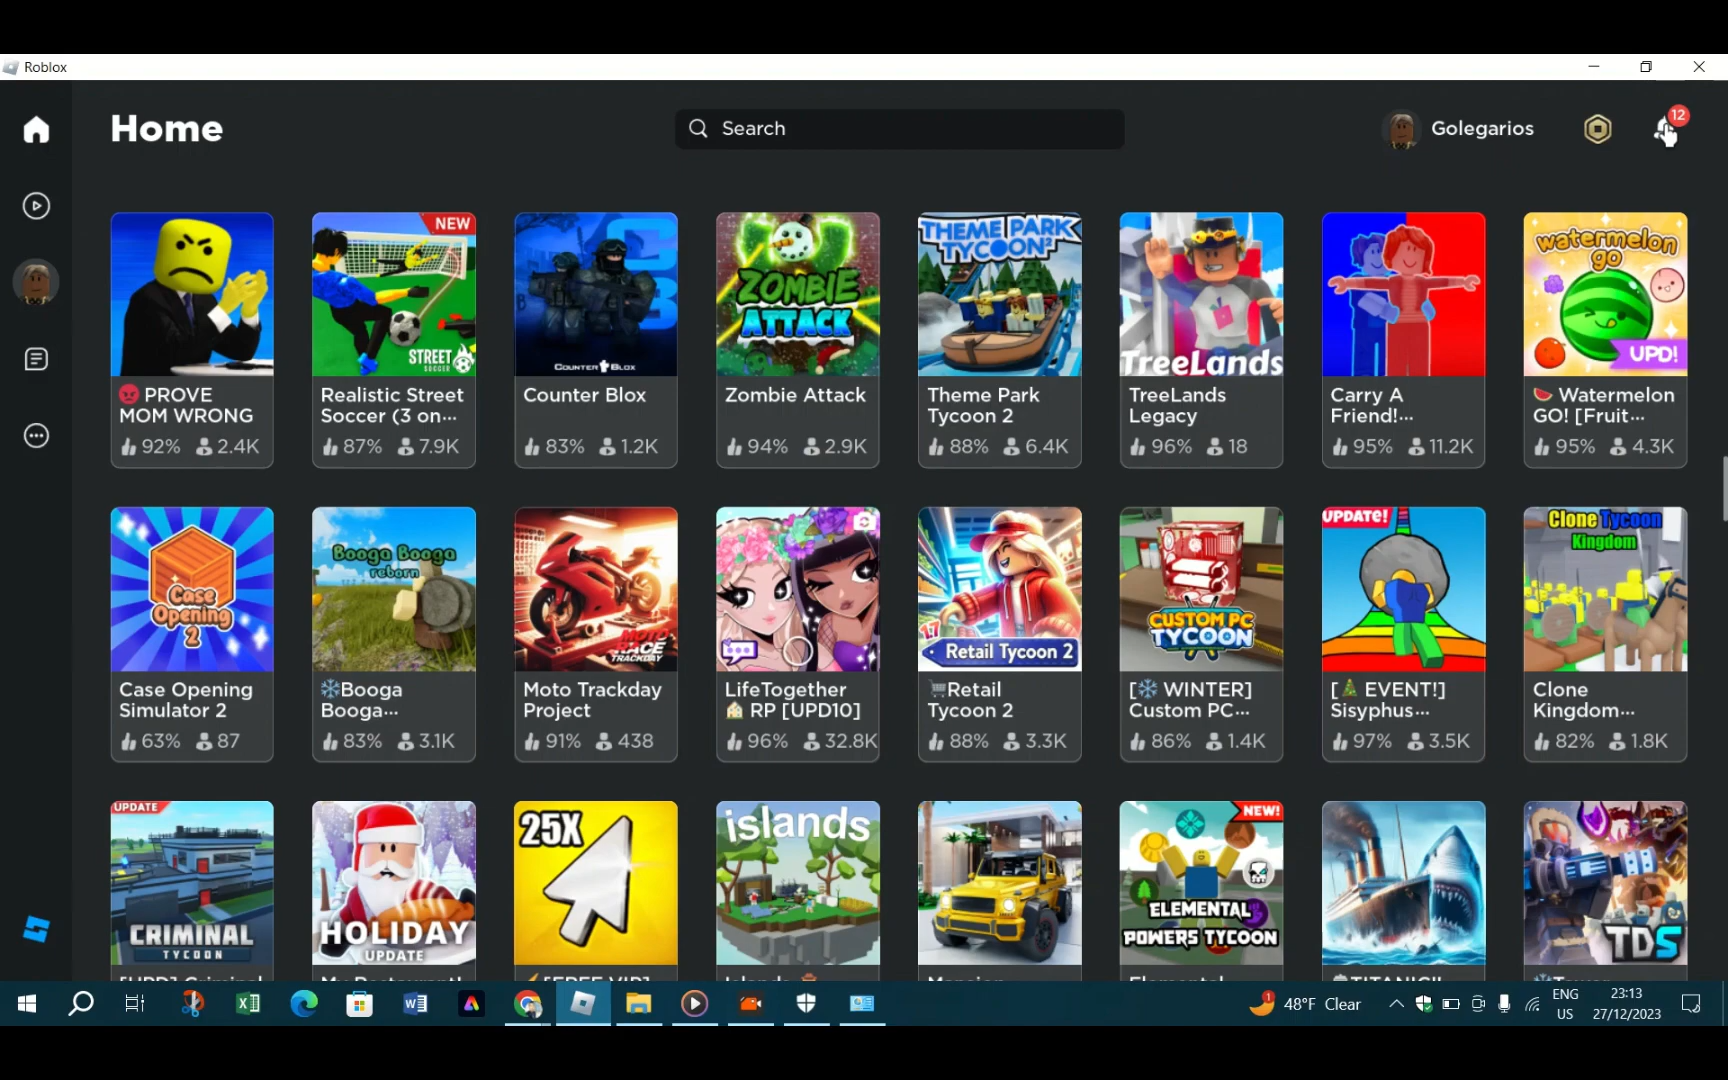 Roblox
Home
Search
Golegarios
12
NEW
STREET
SOCCER
COUNTER BLOX
ZOMBIE
ATTACK
THEME PARK
TYCOON 2
TreeLands
watermelon
go
UPD!
PROVE
MOM WRONG
92% 2.4K
Realistic Street
Soccer (3 on...
87% 7.9K
Counter Blox
83% 1.2K
Zombie Attack
94% 2.9K
Theme Park
Tycoon 2
88% 6.4K
TreeLands
Legacy
96% 18
Carry A
Friend!...
95% 11.2K
Watermelon
GO! [Fruit...
95% 4.3K
Case
Opening
2
Booga Booga
reborn
MOTO
RACE
TRACKDAY
1.7
Retail Tycoon 2
CUSTOM PC
TYCOON
UPDATE!
Clone Tycoon
Kingdom
Case Opening
Simulator 2
63% 87
Booga
Booga...
83% 3.1K
Moto Trackday
Project
91% 438
LifeTogether
RP [UPD10]
96% 32.8K
Retail
Tycoon 2
88% 3.3K
[ WINTER]
Custom PC...
86% 1.4K
[ EVENT!]
Sisyphus...
97% 3.5K
Clone
Kingdom...
82% 1.8K
UPDATE
CRIMINAL
TYCOON
HOLIDAY
UPDATE
25X
islands
NEW!
ELEMENTAL
POWERS TYCOON
TDS
48°F Clear
ENG
US
23:13
27/12/2023